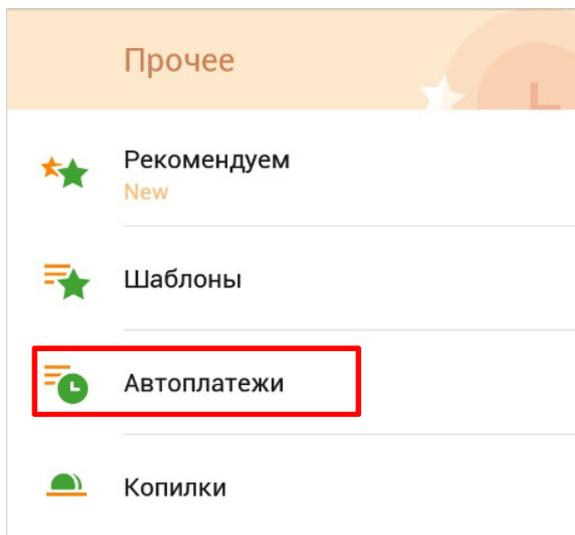 Прочее
Рекомендуем
New
Шаблоны
Автоплатежи
Копилки